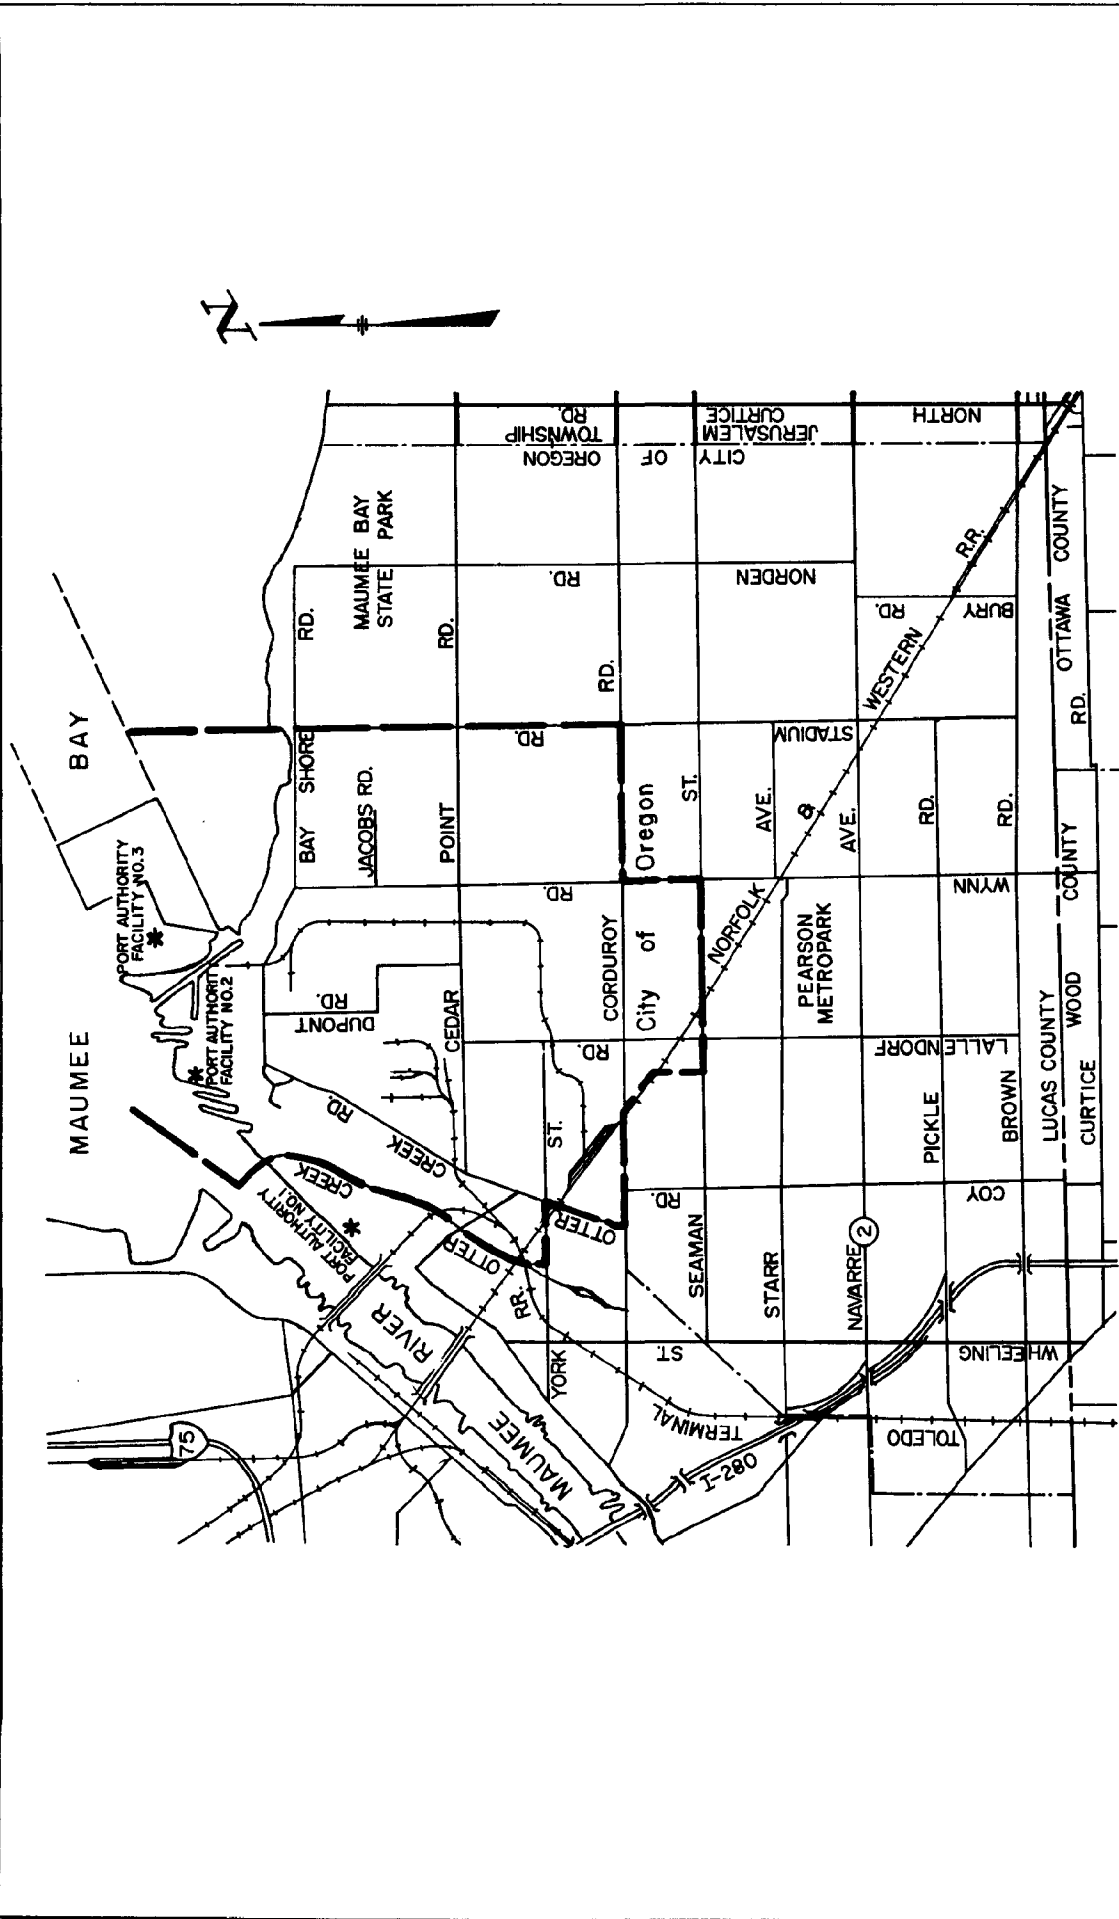 N
MAUMEE BAY
PORT AUTHORITY
FACILITY NO.3
*
PORT AUTHORITY
FACILITY NO.2
*
PORT AUTHORITY
FACILITY NO.1
*
75
MAUMEE RIVER
OTTER CREEK
OTTER CREEK RD.
DUPONT RD.
BAY SHORE RD.
JACOBS RD.
MAUMEE BAY
STATE PARK
CEDAR POINT RD.
YORK ST.
CORDUROY RD.
City of Oregon
SEAMAN ST.
STARR AVE.
PEARSON
METROPARK
NAVARRE AVE.
2
PICKLE RD.
BROWN RD.
LUCAS COUNTY
OTTAWA COUNTY
WOOD COUNTY
CURTICE RD.
NORFOLK & WESTERN R.R.
TOLEDO TERMINAL RR.
I-280
WHEELING ST.
COY RD.
LALLENDORF RD.
WYNN RD.
STADIUM RD.
BURY RD.
NORDEN RD.
CITY OF OREGON
JERUSALEM TOWNSHIP
NORTH CURTICE RD.